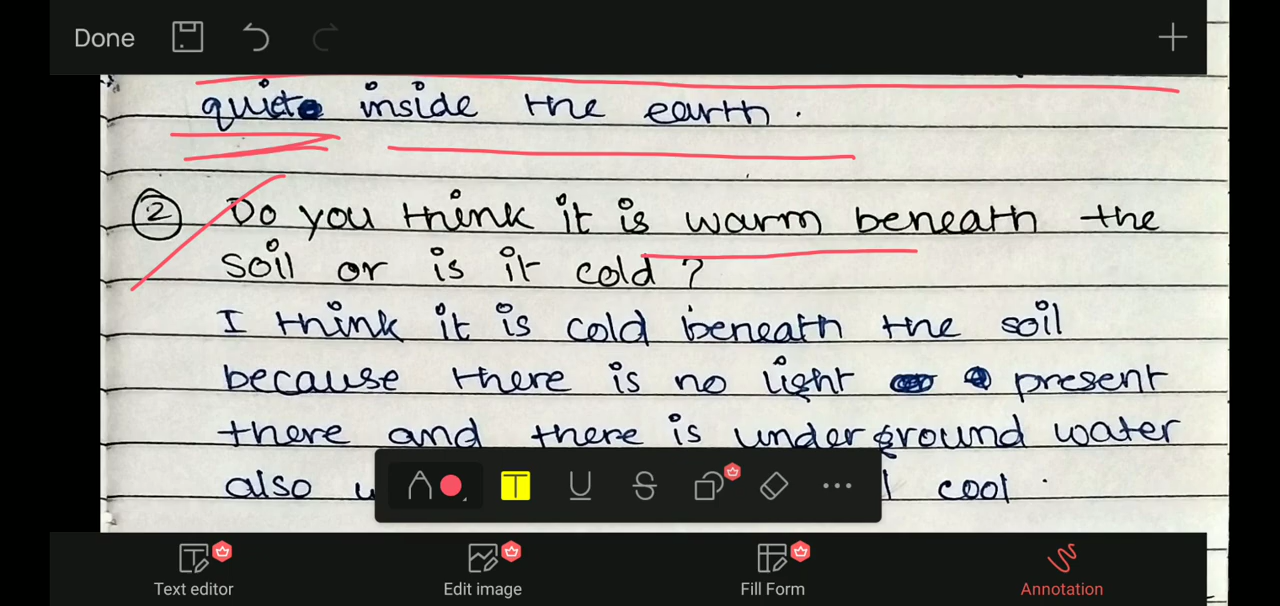 Done
quiet inside the earth.
② Do you think it is warm beneath the
soil or is it cold ?
I think it is cold beneath the soil
because there is no light present
there and there is underground water
also cool.
T U S
Text editor
Edit image
Fill Form
Annotation